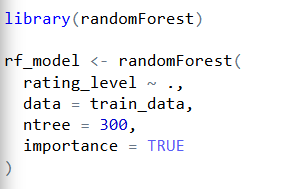 library(randomForest)
rf_model <- randomForest(
  rating_level ~ .,
  data = train_data,
  ntree = 300,
  importance = TRUE
)